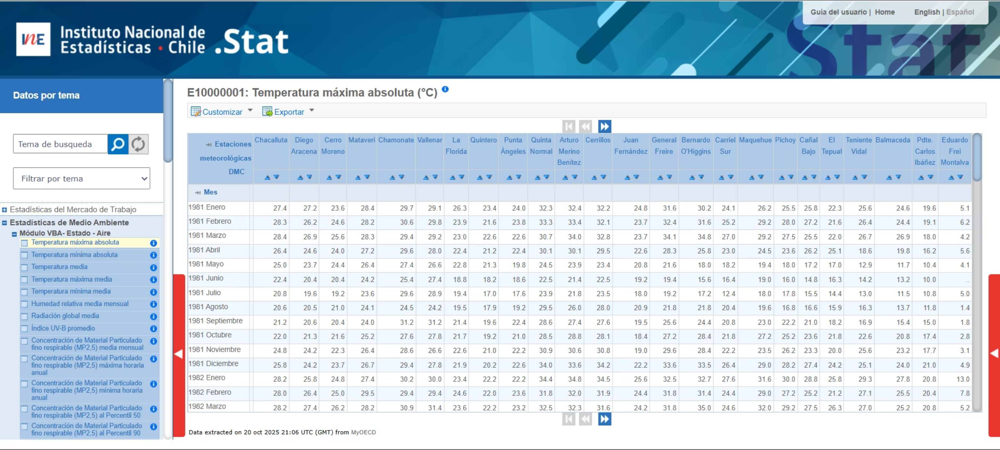 Guía del usuario | Home English | Español
INE
Instituto Nacional de
Estadísticas • Chile
.Stat
Stat
Datos por tema
Tema de busqueda
Filtrar por tema
Estadísticas del Mercado de Trabajo
Estadísticas de Medio Ambiente
Módulo VBA- Estado - Aire
Temperatura máxima absoluta
Temperatura mínima absoluta
Temperatura media
Temperatura máxima media
Temperatura mínima media
Humedad relativa media mensual
Radiación global media
Índice UV-B promedio
Concentración de Material Particulado
fino respirable (MP2,5) media mensual
Concentración de Material Particulado
fino respirable (MP2,5) máxima horaria
anual
Concentración de Material Particulado
fino respirable (MP2,5) mínima horaria
anual
Concentración de Material Particulado
fino respirable (MP2,5) al Percentil 50
Concentración de Material Particulado
fino respirable (MP2,5) al Percentil 90
E10000001: Temperatura máxima absoluta (°C)
Customizar Exportar
Estaciones meteorológicas DMC Chacalluta Diego Aracena Cerro Moreno Mataveri Chamonate Vallenar La Florida Quintero Punta Ángeles Quinta Normal Arturo Merino Benítez Cerrillos Juan Fernández General Freire Bernardo O'Higgins Carriel Sur Maquehue Pichoy Cañal Bajo El Tepual Teniente Vidal Balmaceda Pdte. Carlos Ibáñez Eduardo Frei Montalva
Mes
1981 Enero 27.4 27.2 23.6 28.4 29.7 29.1 26.3 23.4 24.0 32.3 32.4 32.2 24.8 31.6 30.2 24.1 26.2 25.5 25.8 22.3 25.6 24.6 19.6 5.1
1981 Febrero 28.3 26.2 24.6 28.2 30.6 29.8 23.9 21.6 23.8 33.3 33.4 32.1 23.7 32.4 31.6 25.2 29.2 28.0 27.2 21.6 26.4 24.4 19.1 6.2
1981 Marzo 28.4 26.9 25.6 28.3 29.4 29.2 23.0 22.6 22.6 30.7 34.0 32.8 23.7 34.1 34.8 27.0 29.2 27.5 25.5 22.0 26.7 26.9 18.0 4.2
1981 Abril 26.4 24.6 24.0 27.2 29.6 28.0 22.4 21.2 22.4 30.1 30.1 29.5 22.6 28.3 25.8 23.0 24.5 23.6 26.2 25.1 18.6 19.8 16.2 5.6
1981 Mayo 25.0 23.7 24.4 26.4 27.4 26.6 22.8 21.3 19.8 24.5 23.9 23.4 20.8 21.6 18.0 18.2 19.4 18.0 17.2 17.0 12.9 11.7 10.4 4.1
1981 Junio 22.4 20.4 20.4 24.2 25.4 27.4 18.8 18.2 18.6 22.5 21.4 22.5 19.2 19.4 15.6 16.4 19.0 16.0 14.8 16.3 14.2 13.2 10.0 ..
1981 Julio 20.8 19.6 19.2 23.6 29.6 28.9 19.4 17.0 17.6 23.9 21.8 23.5 18.0 19.2 17.2 12.4 18.0 17.8 15.5 14.4 13.0 11.5 10.8 5.0
1981 Agosto 20.6 20.5 21.0 24.1 24.5 24.2 19.5 17.9 19.2 29.5 26.0 28.0 20.9 21.8 21.8 20.4 19.6 16.8 16.6 15.9 16.3 13.7 11.8 1.4
1981 Septiembre 21.2 20.6 20.4 24.0 31.2 31.2 21.4 19.6 22.4 28.6 27.4 27.6 19.5 25.6 24.4 20.8 23.0 22.2 21.0 18.2 16.9 15.4 15.0 1.8
1981 Octubre 22.0 21.3 21.6 25.2 27.6 27.8 21.7 19.2 21.0 28.5 28.8 28.1 18.4 27.2 28.4 21.8 27.2 25.2 23.6 21.8 22.6 20.8 17.4 2.8
1981 Noviembre 24.8 24.2 22.3 26.4 28.6 26.6 22.6 21.0 22.2 30.9 30.6 30.8 19.0 29.6 28.4 22.2 23.5 26.2 23.3 20.0 25.6 23.2 17.7 3.1
1981 Diciembre 25.8 24.2 23.7 26.7 29.4 27.8 21.9 20.2 22.6 34.0 33.6 34.2 22.2 33.6 33.5 26.4 29.0 28.2 27.4 24.2 25.1 24.0 21.0 4.9
1982 Enero 28.2 25.8 24.8 27.4 30.2 30.0 23.4 22.2 22.2 34.4 34.8 34.5 25.6 32.5 32.7 27.6 31.6 30.0 28.8 25.8 29.3 27.8 20.8 13.0
1982 Febrero 28.0 26.4 25.0 29.5 29.4 29.4 24.6 22.0 23.6 31.8 32.0 31.9 24.4 31.8 31.4 24.4 29.0 27.2 25.2 21.2 27.1 25.5 20.4 7.8
1982 Marzo 28.2 27.4 26.2 28.2 30.9 31.4 23.6 22.2 23.2 32.5 32.3 31.6 24.2 31.8 35.0 24.6 32.0 29.2 27.5 26.3 27.0 25.2 20.8 5.2
Data extracted on 20 oct 2025 21:06 UTC (GMT) from MyOECD